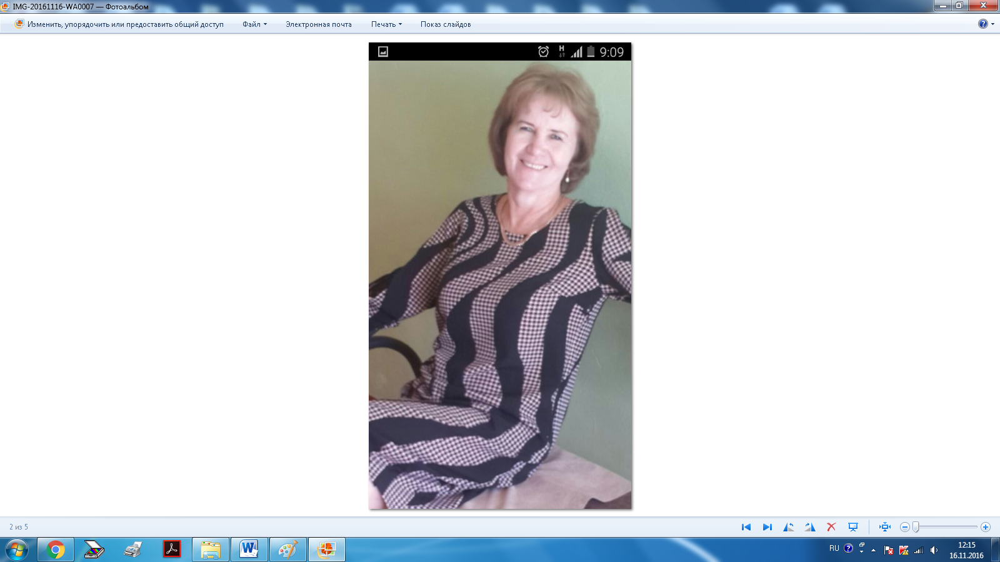 IMG-20161116-WA0007 — Фотоальбом
Изменить, упорядочить или предоставить общий доступ Файл Электронная почта Печать Показ слайдов
H 9:09
2 из 5
RU 12:15
16.11.2016